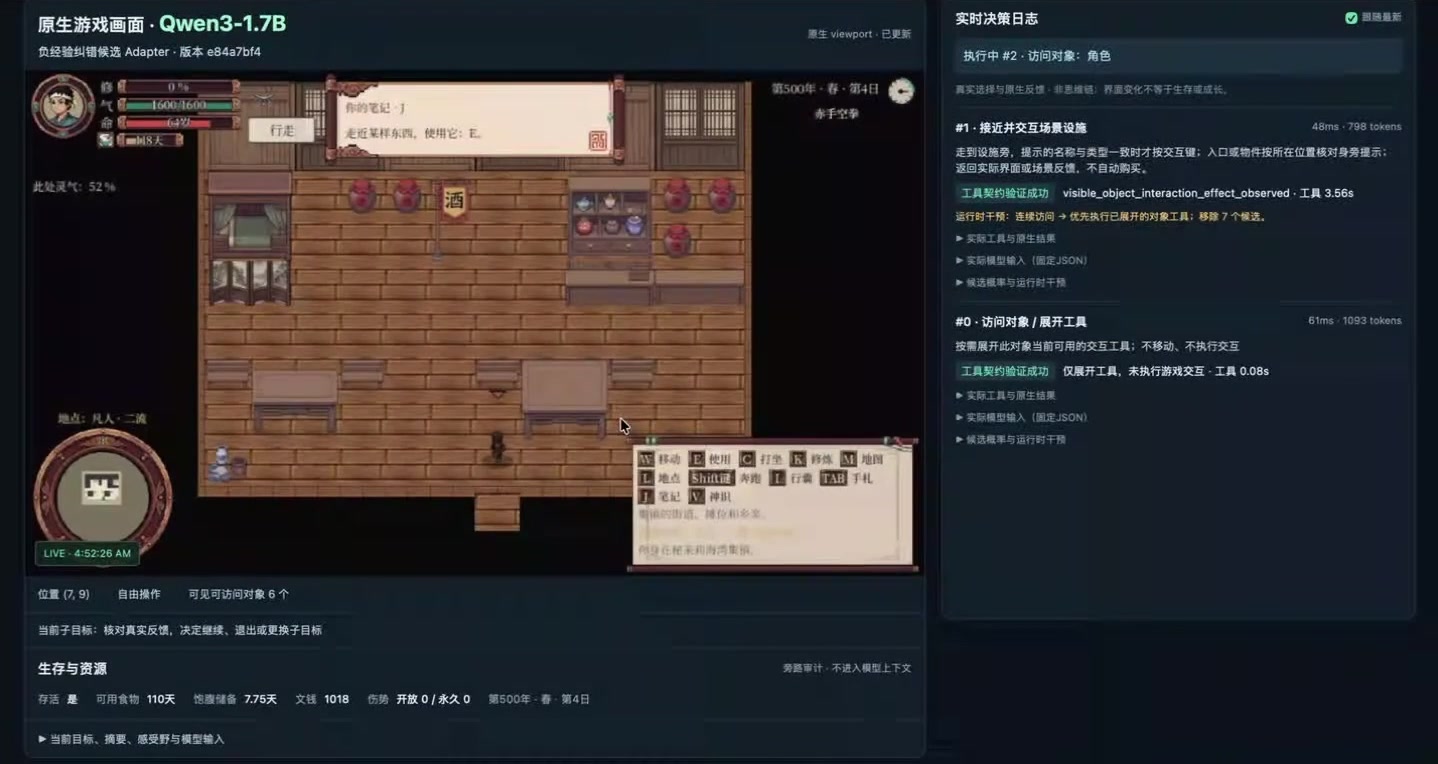 原生游戏画面 · Qwen3-1.7B
负经验纠错候选 Adapter · 版本 e84a7bf4
原生 viewport · 已更新
修 0 %
气 1600/1600
命 64岁
118天
行走
你的笔记 · J
走近某样东西，使用它：E。
第500年 · 春 · 第4日
赤手空拳
此处灵气：52 %
酒
地点：凡人 · 二流
LIVE · 4:52:26 AM
W 移动 E 使用 C 打坐 K 修炼 M 地图
L 地点 Shift键 奔跑 I 行囊 TAB 手札
J 笔记 V 神识
位置 (7, 9) 自由操作 可见可访问对象 6 个
当前子目标：核对真实反馈，决定继续、退出或更换子目标
生存与资源
旁路审计 · 不进入模型上下文
存活 是 可用食物 110天 饱腹储备 7.75天 文钱 1018 伤势 开放 0 / 永久 0 第500年 · 春 · 第4日
▶ 当前目标、摘要、感受野与模型输入
实时决策日志
跟随最新
执行中 #2 · 访问对象：角色
真实选择与原生反馈 · 非思维链；界面变化不等于生存或成长。
#1 · 接近并交互场景设施
48ms · 798 tokens
走到设施旁，提示的名称与类型一致时才按交互键；入口或物件按所在位置核对身旁提示；
返回实际界面或场景反馈，不自动购买。
工具契约验证成功 visible_object_interaction_effect_observed · 工具 3.56s
运行时干预：连续访问 → 优先执行已展开的对象工具；移除 7 个候选。
▶ 实际工具与原生结果
▶ 实际模型输入（固定JSON）
▶ 候选概率与运行时干预
#0 · 访问对象 / 展开工具
61ms · 1093 tokens
按需展开此对象当前可用的交互工具；不移动、不执行交互
工具契约验证成功 仅展开工具，未执行游戏交互 · 工具 0.08s
▶ 实际工具与原生结果
▶ 实际模型输入（固定JSON）
▶ 候选概率与运行时干预